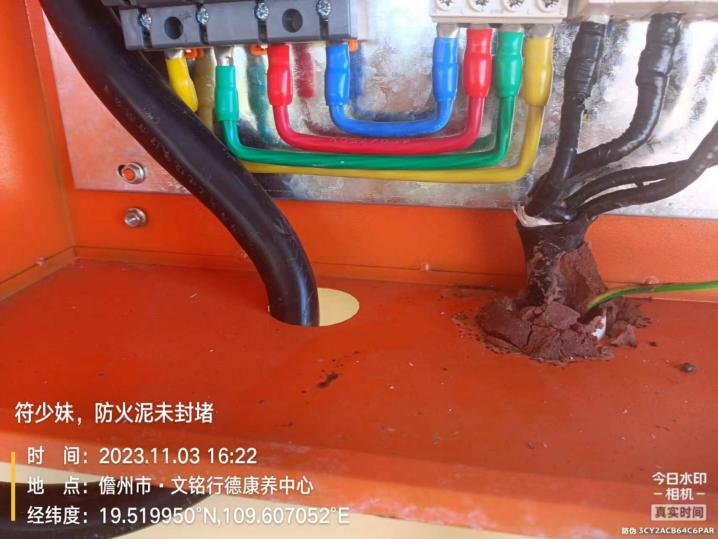 符少妹，防火泥未封堵
时 间：2023.11.03 16:22
地 点：儋州市·文铭行德康养中心
经纬度：19.519950°N,109.607052°E
今日水印
相机
真实时间
防伪 3CY2ACB64C6PAR